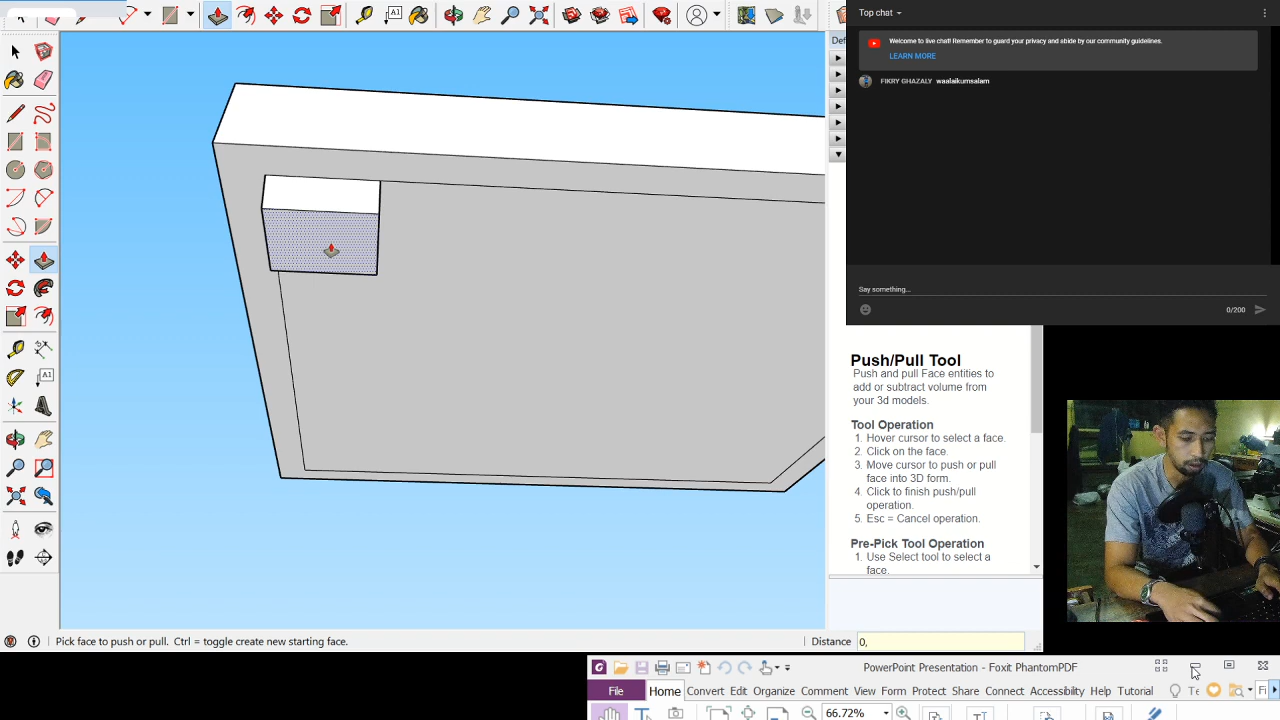 A1
Def
Top chat
Welcome to live chat! Remember to guard your privacy and abide by our community guidelines.
LEARN MORE
FIKRY GHAZALY waalaikumsalam
Say something...
0/200
A1
Push/Pull Tool
Push and pull Face entities to
add or subtract volume from
your 3d models.
Tool Operation
1. Hover cursor to select a face.
2. Click on the face.
3. Move cursor to push or pull
face into 3D form.
4. Click to finish push/pull
operation.
5. Esc = Cancel operation.
Pre-Pick Tool Operation
1. Use Select tool to select a
face.
Pick face to push or pull. Ctrl = toggle create new starting face.
Distance 0,
PowerPoint Presentation - Foxit PhantomPDF
File Home Convert Edit Organize Comment View Form Protect Share Connect Accessibility Help Tutorial Te Fi
66.72%